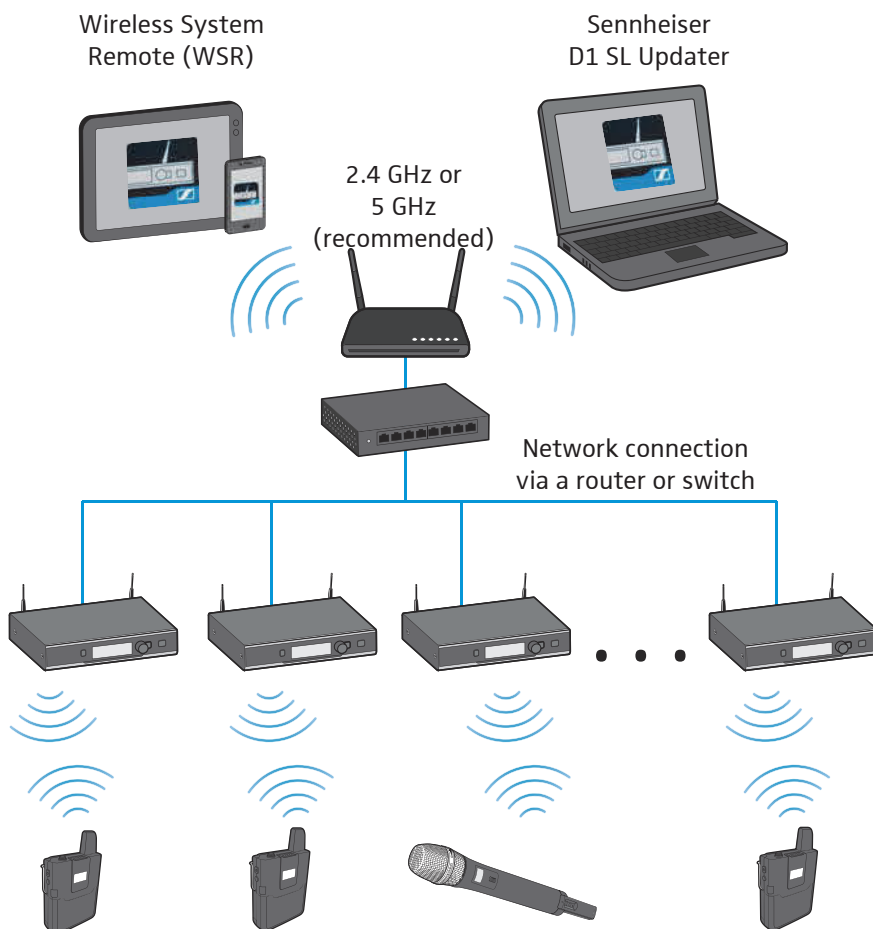 Wireless System
Remote (WSR)
Sennheiser
D1 SL Updater
2.4 GHz or
5 GHz
(recommended)
Network connection
via a router or switch